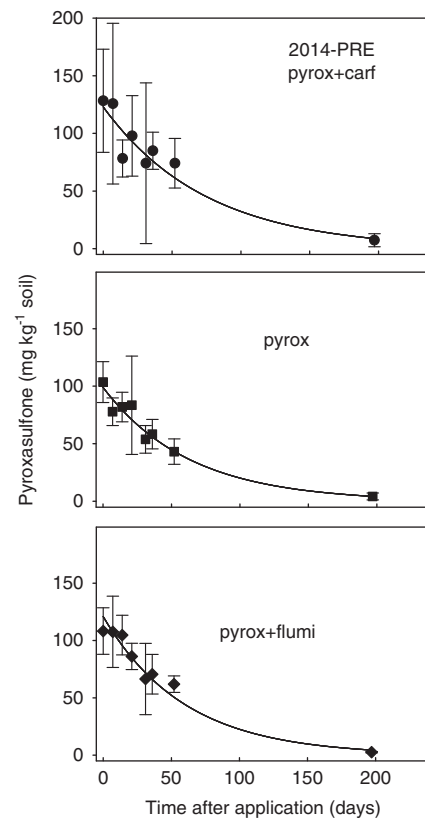 200
2014-PRE
pyrox+carf
150
100
50
0
Pyroxasulfone (mg kg⁻¹ soil)
150
pyrox
100
50
0
150
100
pyrox+flumi
50
0
0 50 100 150 200
Time after application (days)